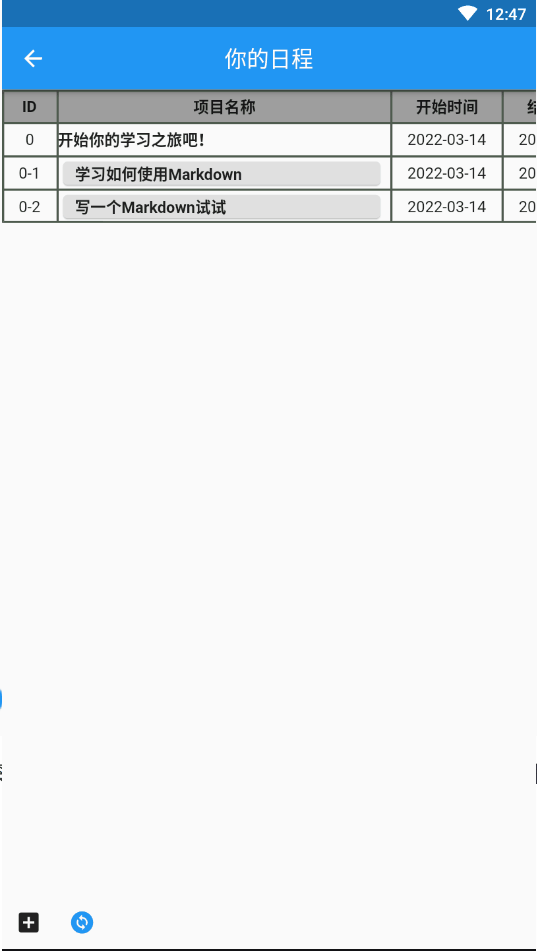 12:47
你的日程
ID 项目名称 开始时间
0 开始你的学习之旅吧! 2022-03-14 20
0-1 学习如何使用Markdown 2022-03-14 20
0-2 写一个Markdown试试 2022-03-14 20